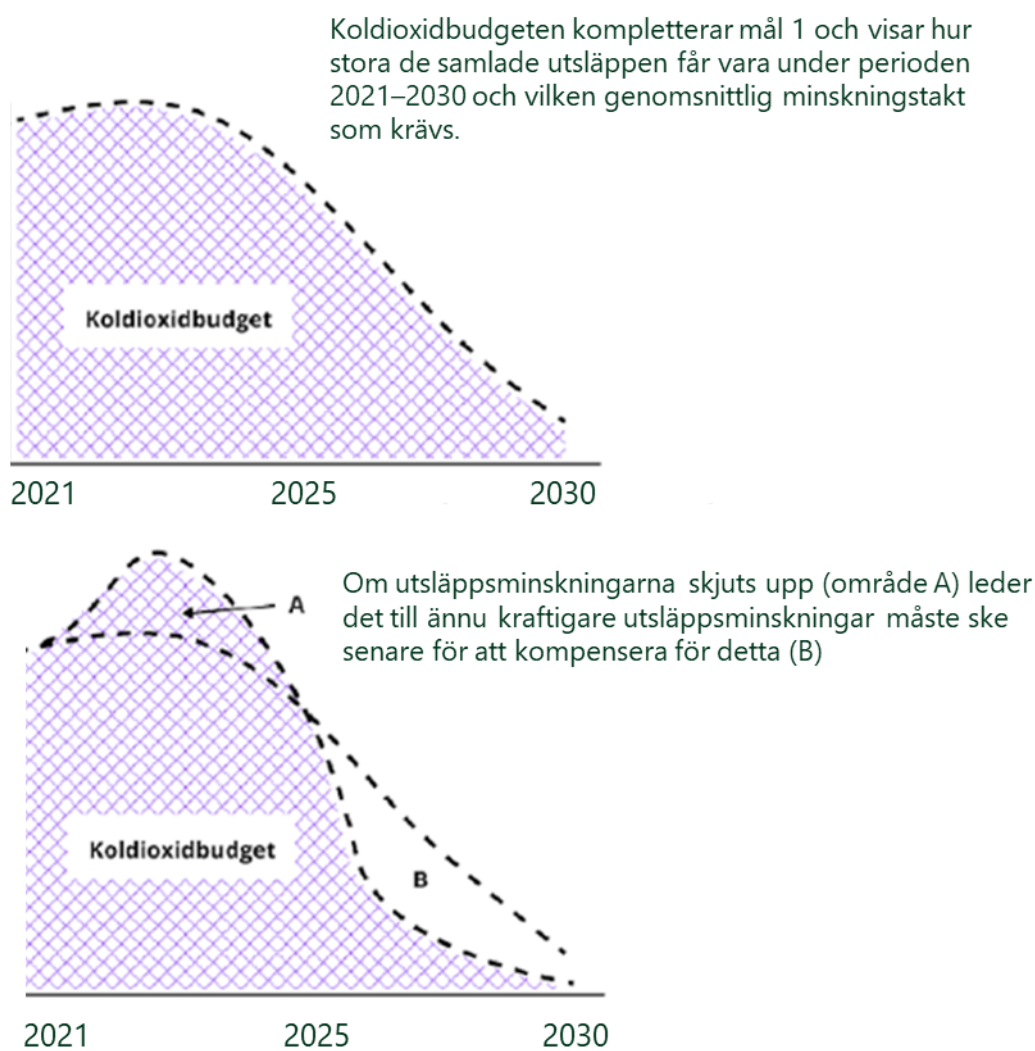 Koldioxidbudgeten kompletterar mål 1 och visar hur
stora de samlade utsläppen får vara under perioden
2021–2030 och vilken genomsnittlig minskningstakt
som krävs.
Koldioxidbudget
2021 2025 2030
Om utsläppsminskningarna skjuts upp (område A) leder
det till ännu kraftigare utsläppsminskningar måste ske
senare för att kompensera för detta (B)
A
Koldioxidbudget
B
2021 2025 2030